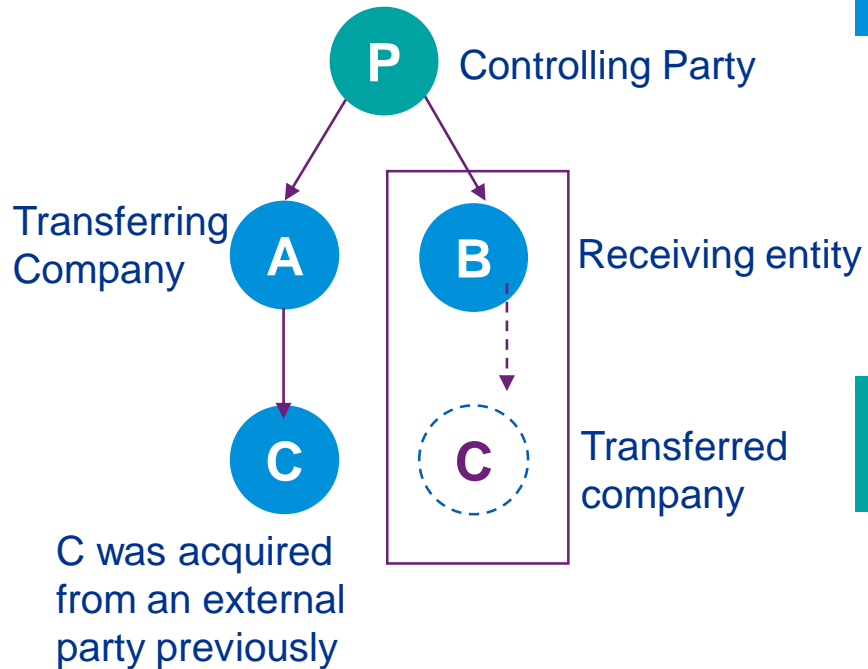 P
Controlling Party
Transferring
Company
A
B
Receiving entity
C
C
Transferred
company
C was acquired
from an external
party previously